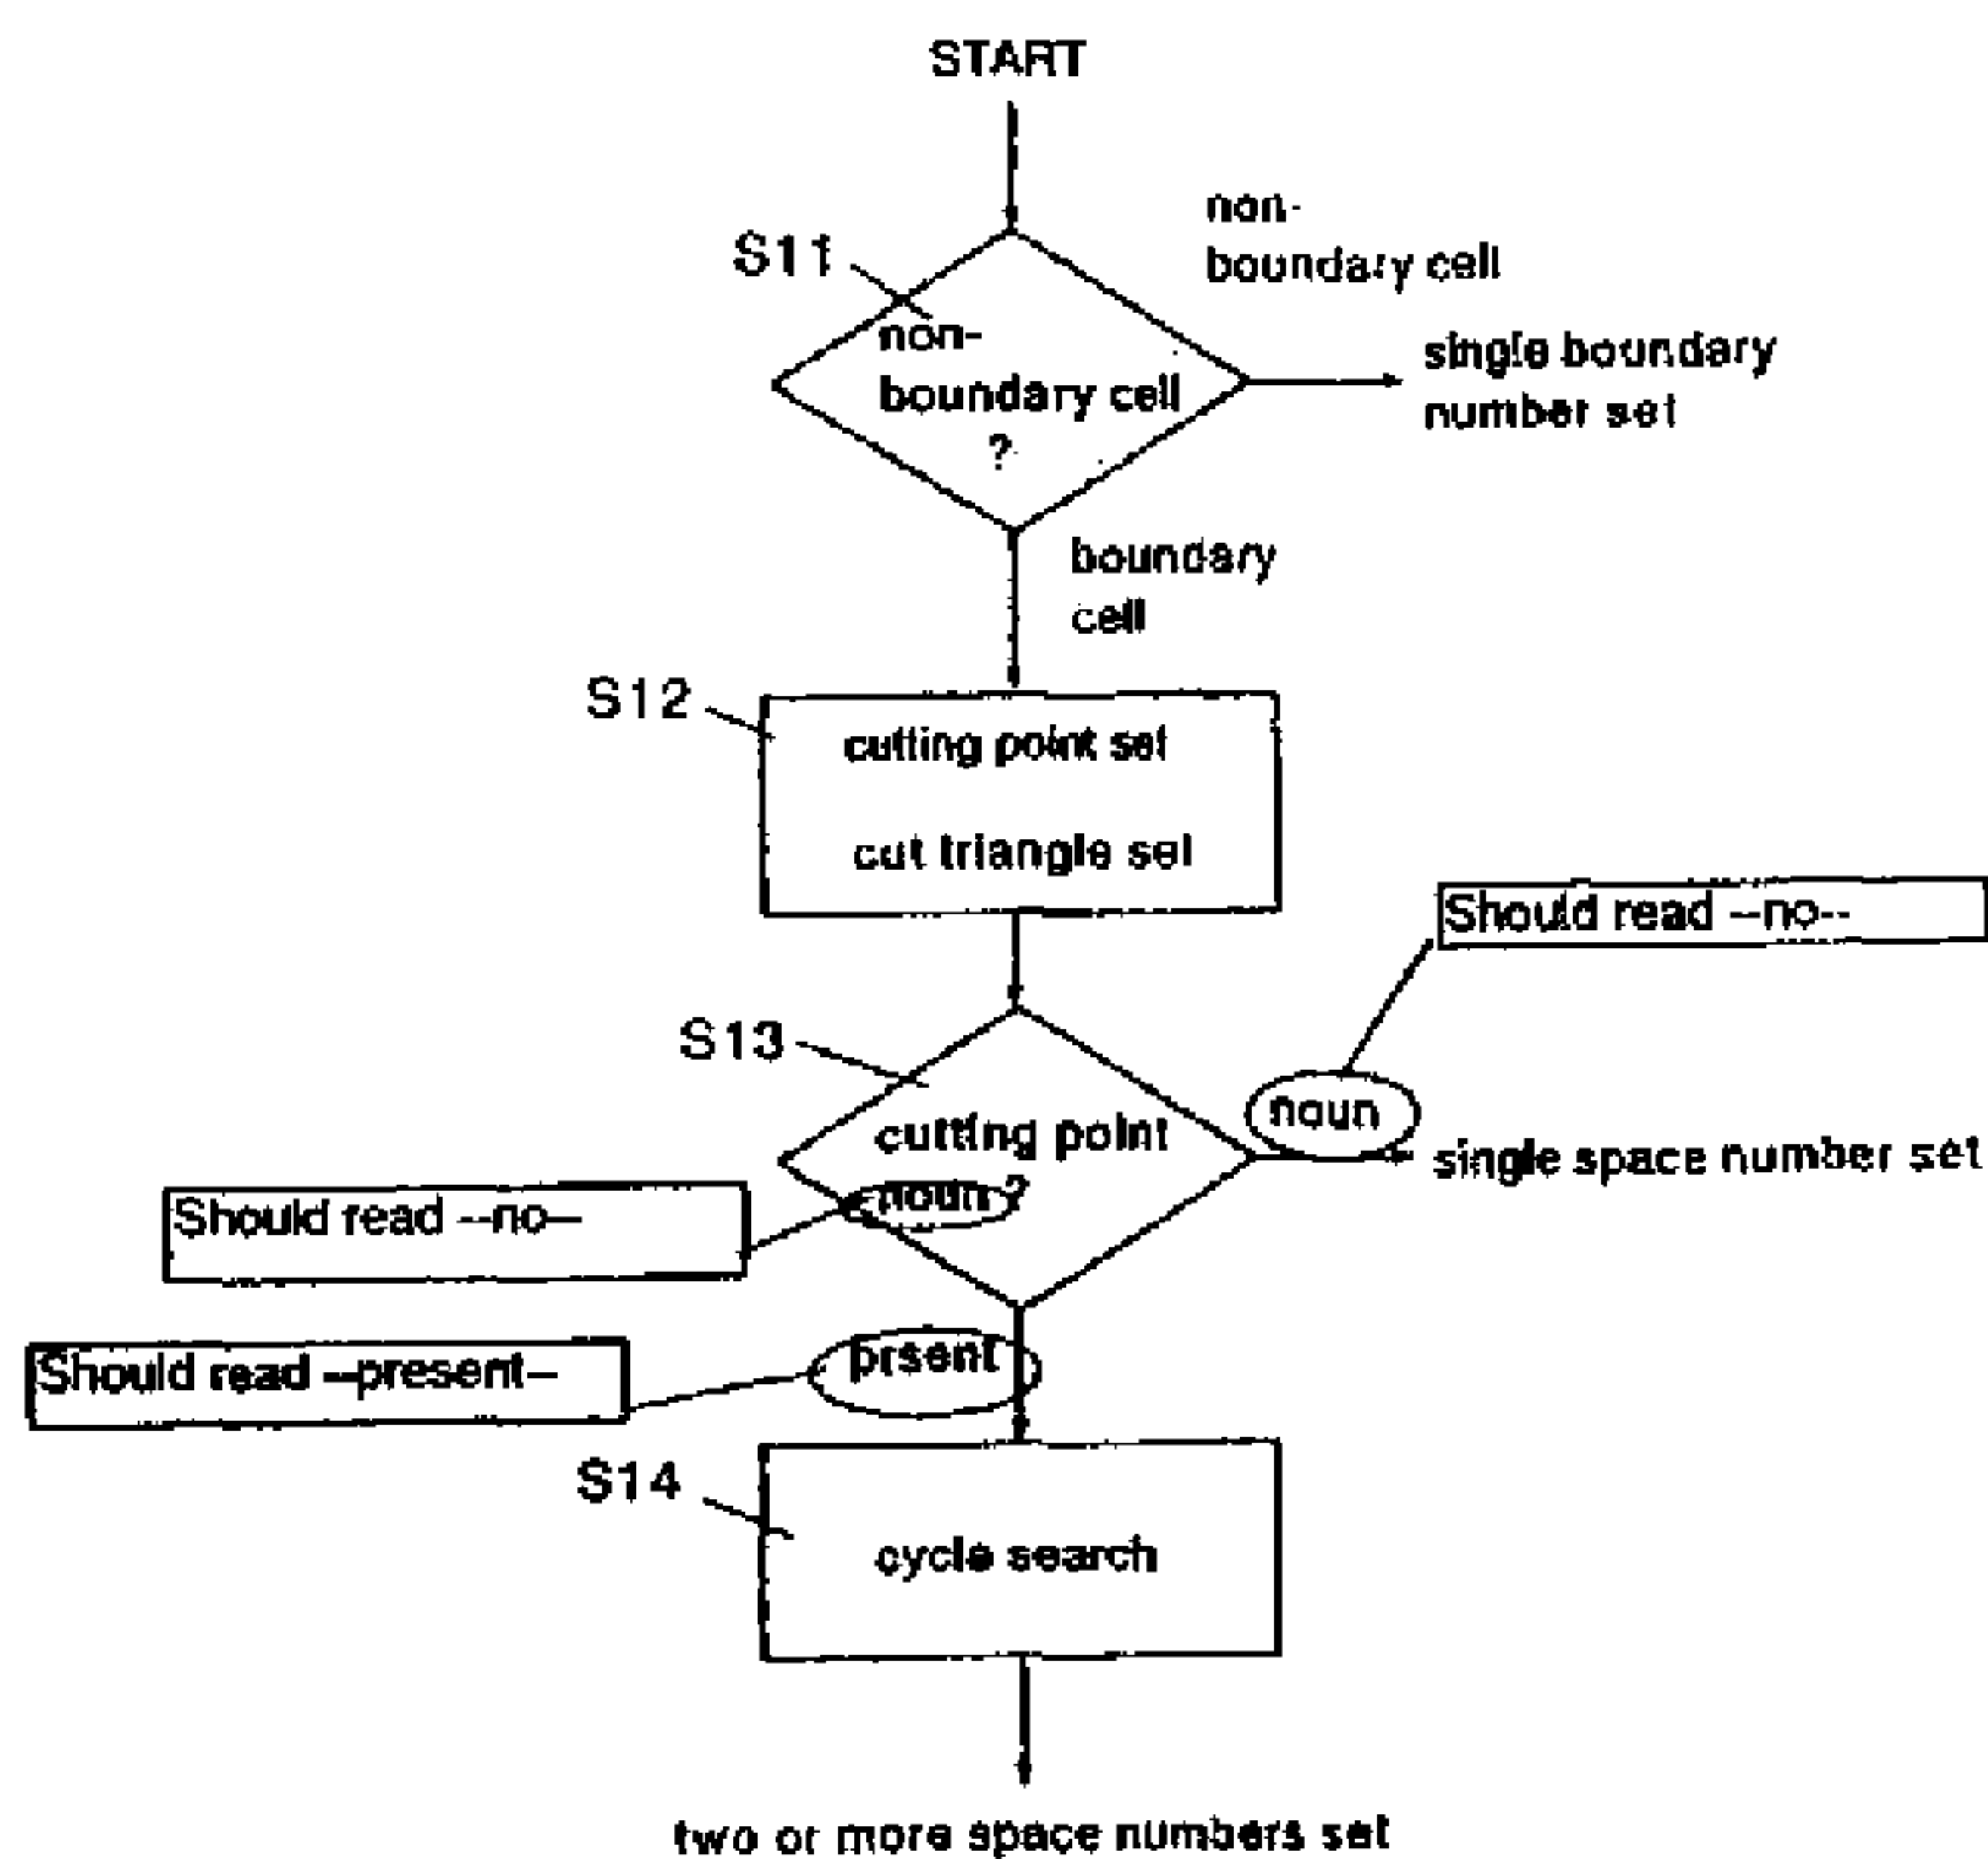 START
non-
boundary cell
S11
non-
boundary cell
?
single boundary
number set
boundary
cell
S12
cutting point set
cut triangle set
Should read --no--
S13
noun
cutting point
noun ?
single space number set
Should read --no--
prsent
Should read --present--
S14
cycle search
two or more space numbers set